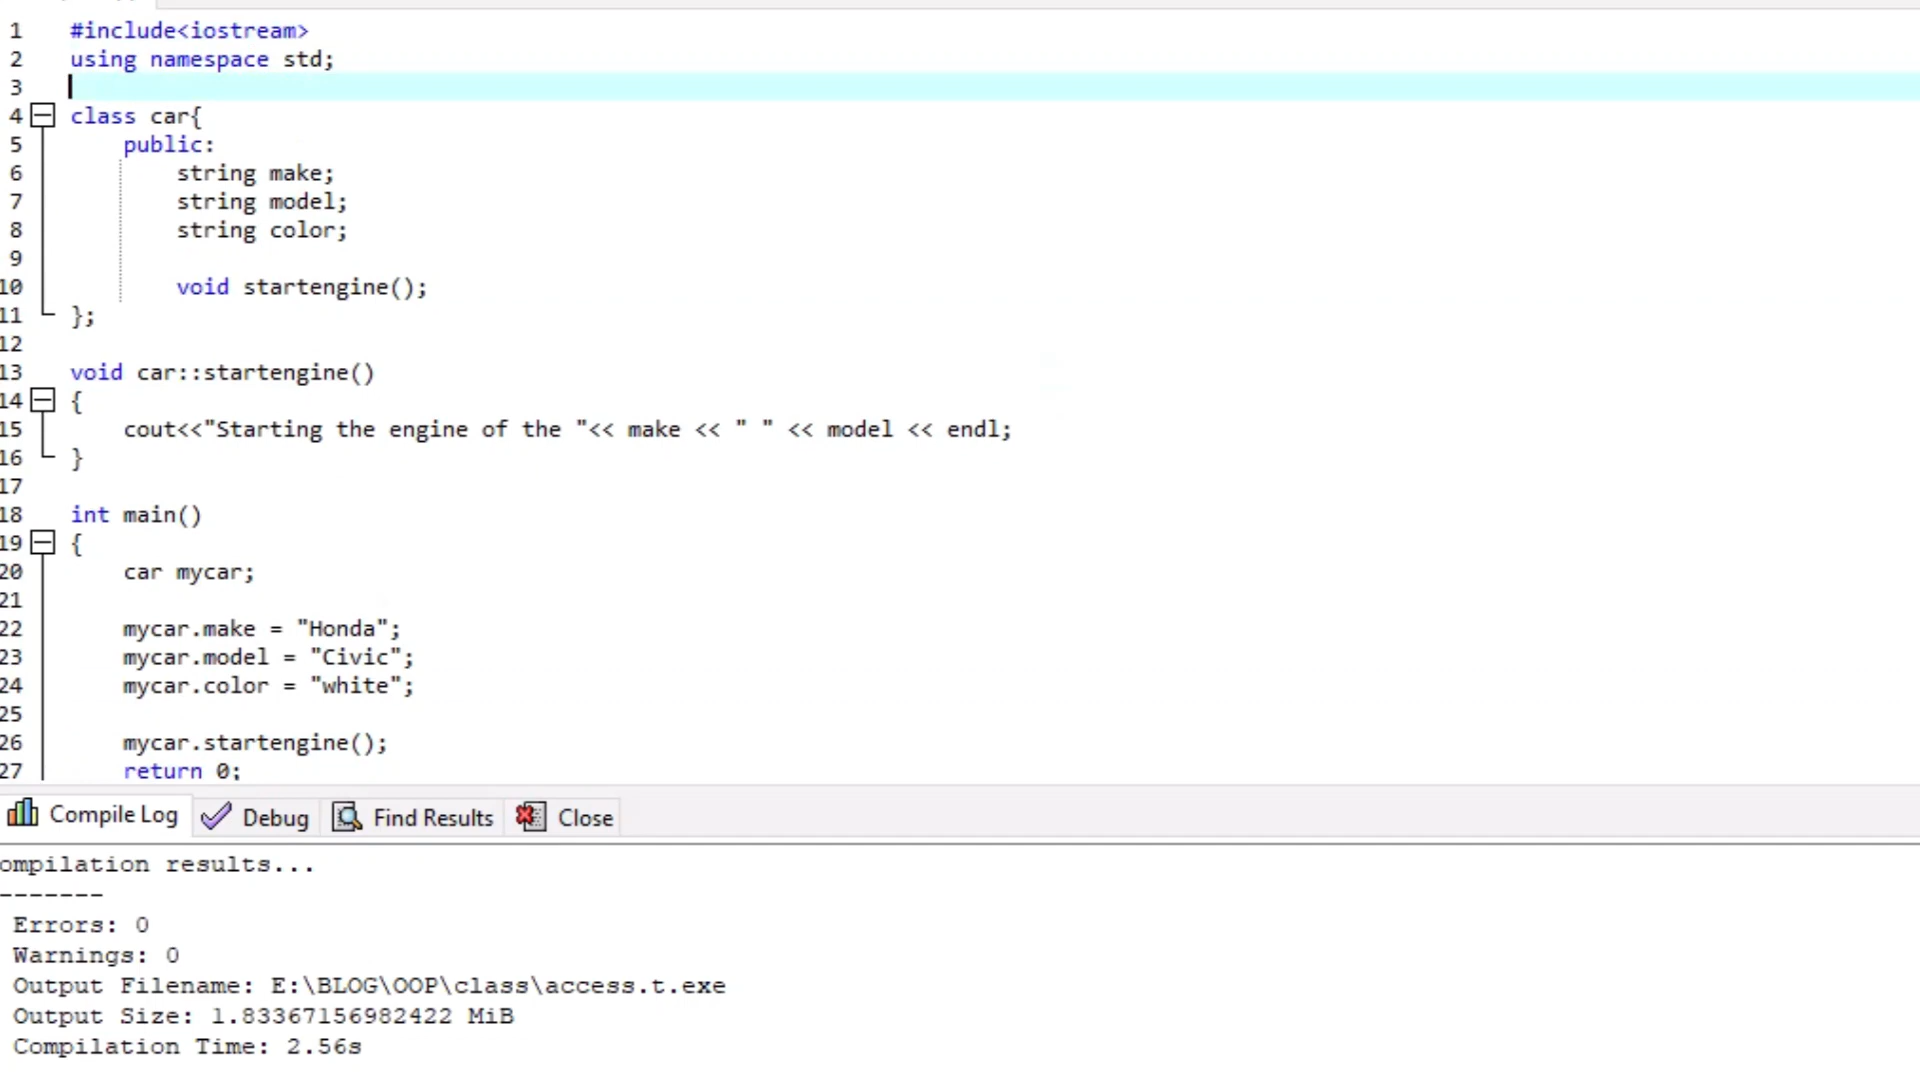 1 #include<iostream>
2 using namespace std;
3
4 class car{
5 public:
6 string make;
7 string model;
8 string color;
9
10 void startengine();
11 };
12
13 void car::startengine()
14 {
15 cout<<"Starting the engine of the "<< make << " " << model << endl;
16 }
17
18 int main()
19 {
20 car mycar;
21
22 mycar.make = "Honda";
23 mycar.model = "Civic";
24 mycar.color = "white";
25
26 mycar.startengine();
27 return 0;
Compile Log Debug Find Results Close
ompilation results...
-------
Errors: 0
Warnings: 0
Output Filename: E:\BLOG\OOP\class\access.t.exe
Output Size: 1.83367156982422 MiB
Compilation Time: 2.56s